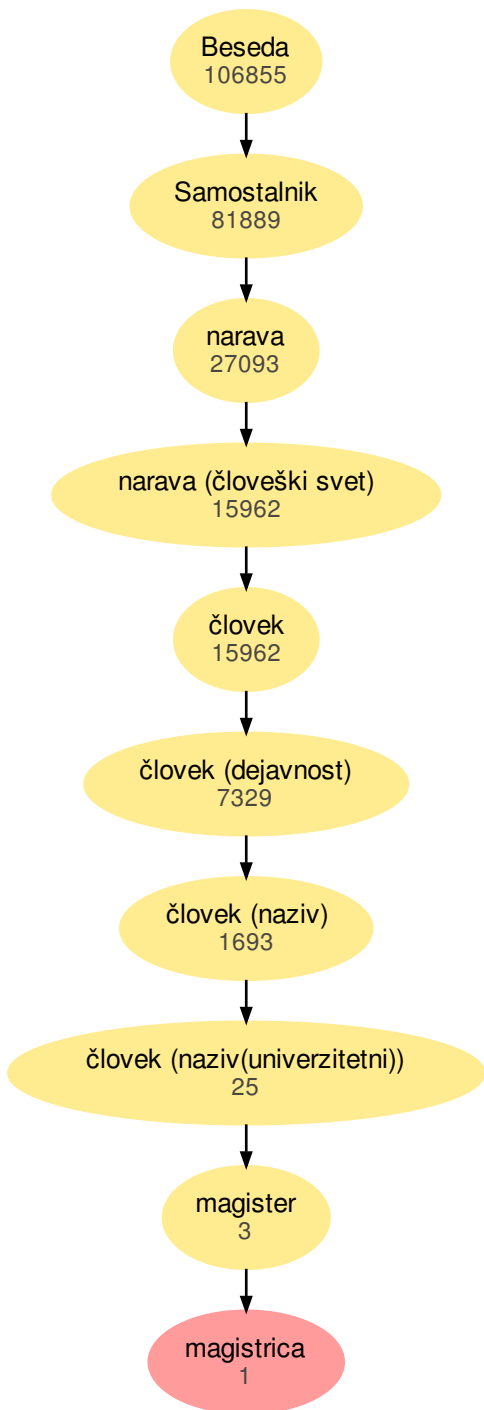 Beseda
106855
Samostalnik
81889
narava
27093
narava (človeški svet)
15962
človek
15962
človek (dejavnost)
7329
človek (naziv)
1693
človek (naziv(univerzitetni))
25
magister
3
magistrica
1